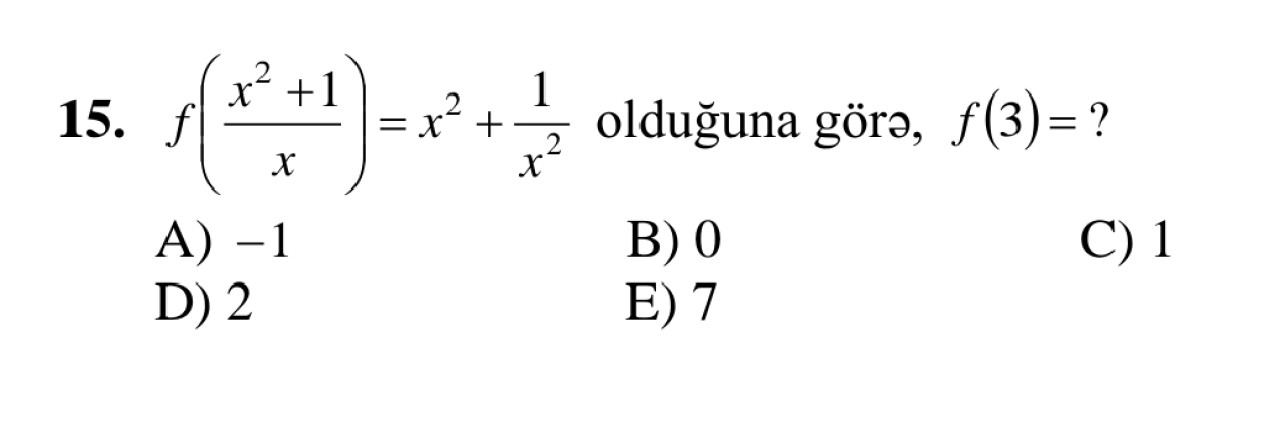 15. f((x² + 1)/x) = x² + 1/x² olduğuna görə, f(3) = ?
A) −1 B) 0 C) 1
D) 2 E) 7